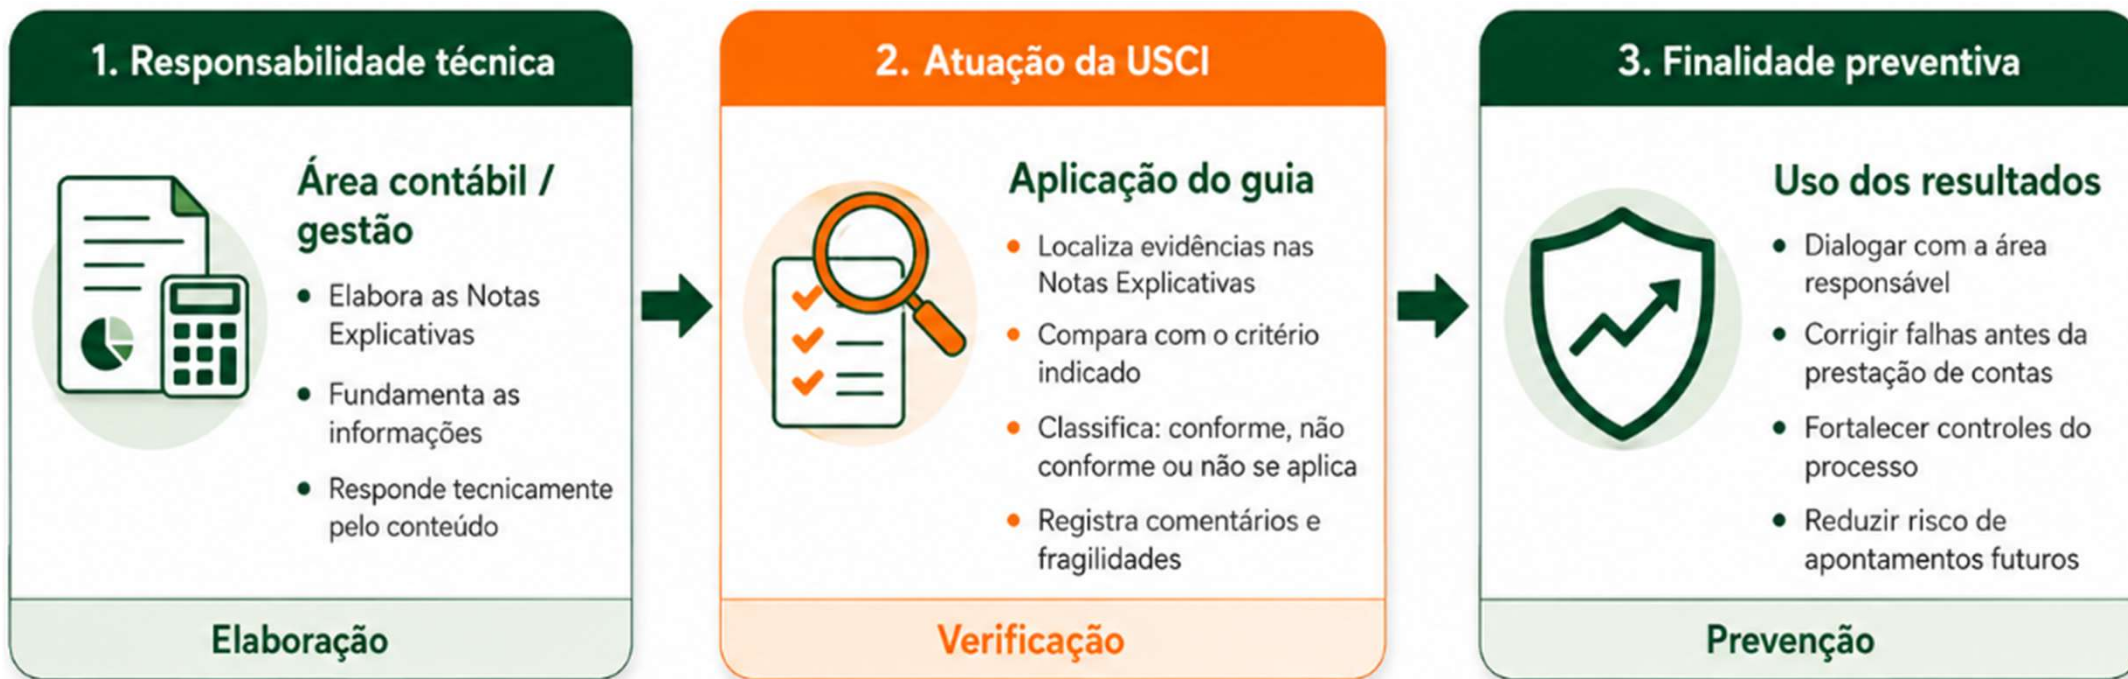 1. Responsabilidade técnica
Área contábil /
gestão
• Elabora as Notas
Explicativas
• Fundamenta as
informações
• Responde tecnicamente
pelo conteúdo
Elaboração
2. Atuação da USCI
Aplicação do guia
• Localiza evidências nas
Notas Explicativas
• Compara com o critério
indicado
• Classifica: conforme, não
conforme ou não se aplica
• Registra comentários e
fragilidades
Verificação
3. Finalidade preventiva
Uso dos resultados
• Dialogar com a área
responsável
• Corrigir falhas antes da
prestação de contas
• Fortalecer controles do
processo
• Reduzir risco de
apontamentos futuros
Prevenção